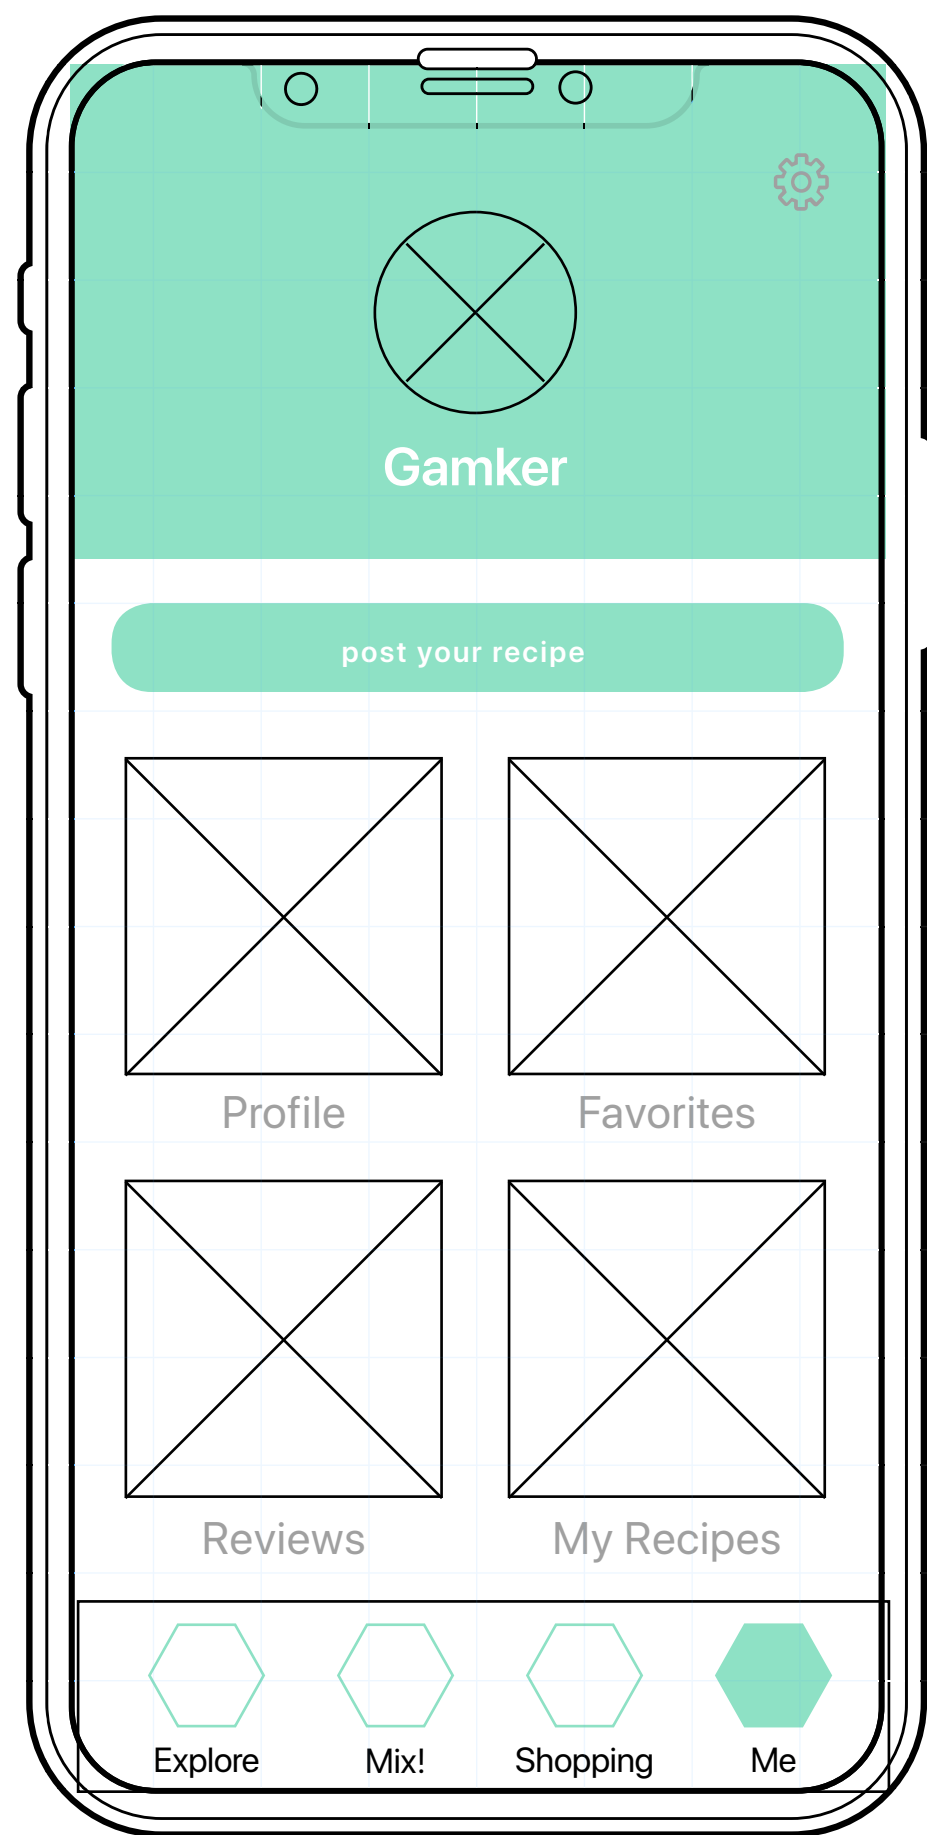 Gamker
post your recipe
Profile
Favorites
Reviews
My Recipes
Explore
Mix!
Shopping
Me